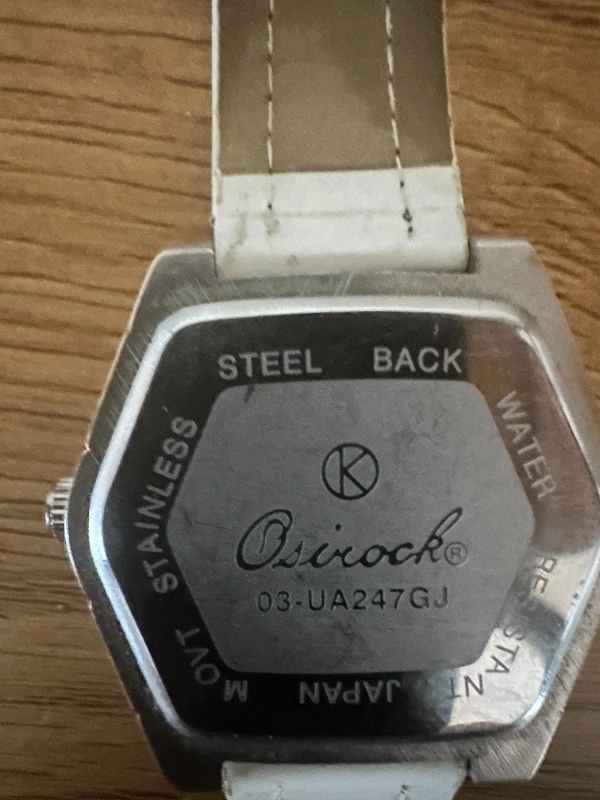 STAINLESS STEEL BACK
WATER RESISTANT
JAPAN MOVT
K
Osirock®
03-UA247GJ